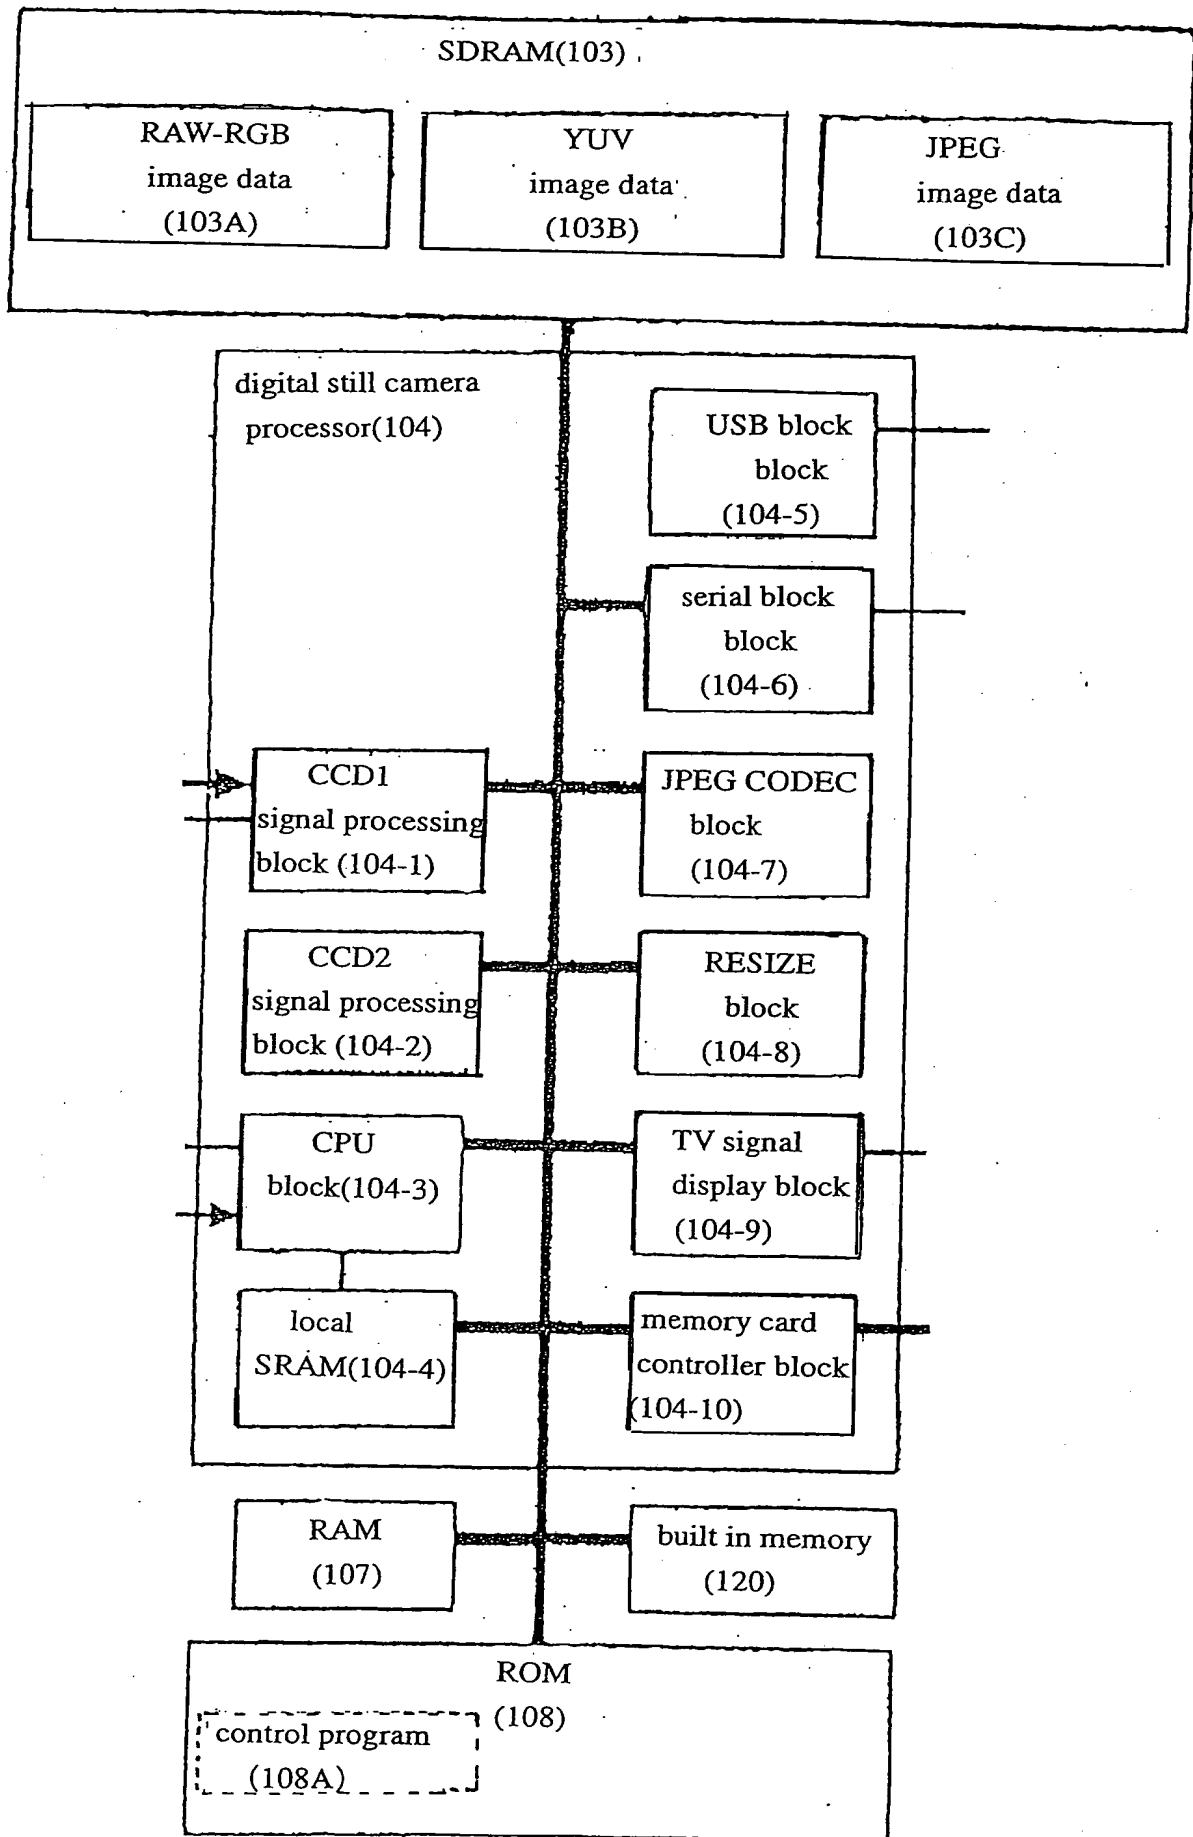 SDRAM(103)
RAW-RGB
image data
(103A)
YUV
image data
(103B)
JPEG
image data
(103C)
digital still camera
processor(104)
USB block
block
(104-5)
serial block
block
(104-6)
CCD1
signal processing
block (104-1)
JPEG CODEC
block
(104-7)
CCD2
signal processing
block (104-2)
RESIZE
block
(104-8)
CPU
block(104-3)
TV signal
display block
(104-9)
local
SRAM(104-4)
memory card
controller block
(104-10)
RAM
(107)
built in memory
(120)
ROM
(108)
control program
(108A)